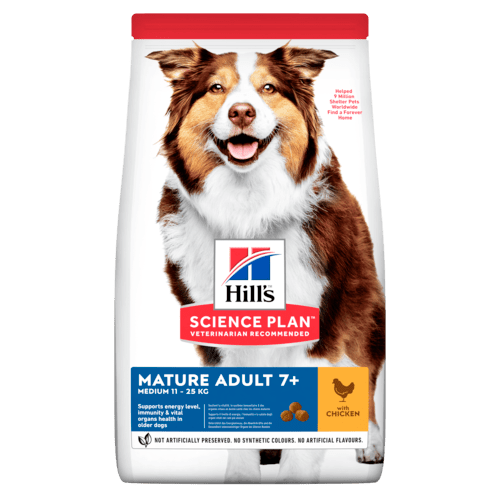 Helped
9 Million
Shelter Pets
Worldwide
Find a Forever
Home
Hill's
SCIENCE PLAN™
VETERINARIAN RECOMMENDED
MATURE ADULT 7+
MEDIUM 11 - 25 KG
Supports energy level,
immunity & vital
organs health in
older dogs
with
CHICKEN
NOT ARTIFICIALLY PRESERVED. NO SYNTHETIC COLOURS. NO ARTIFICIAL FLAVOURS.